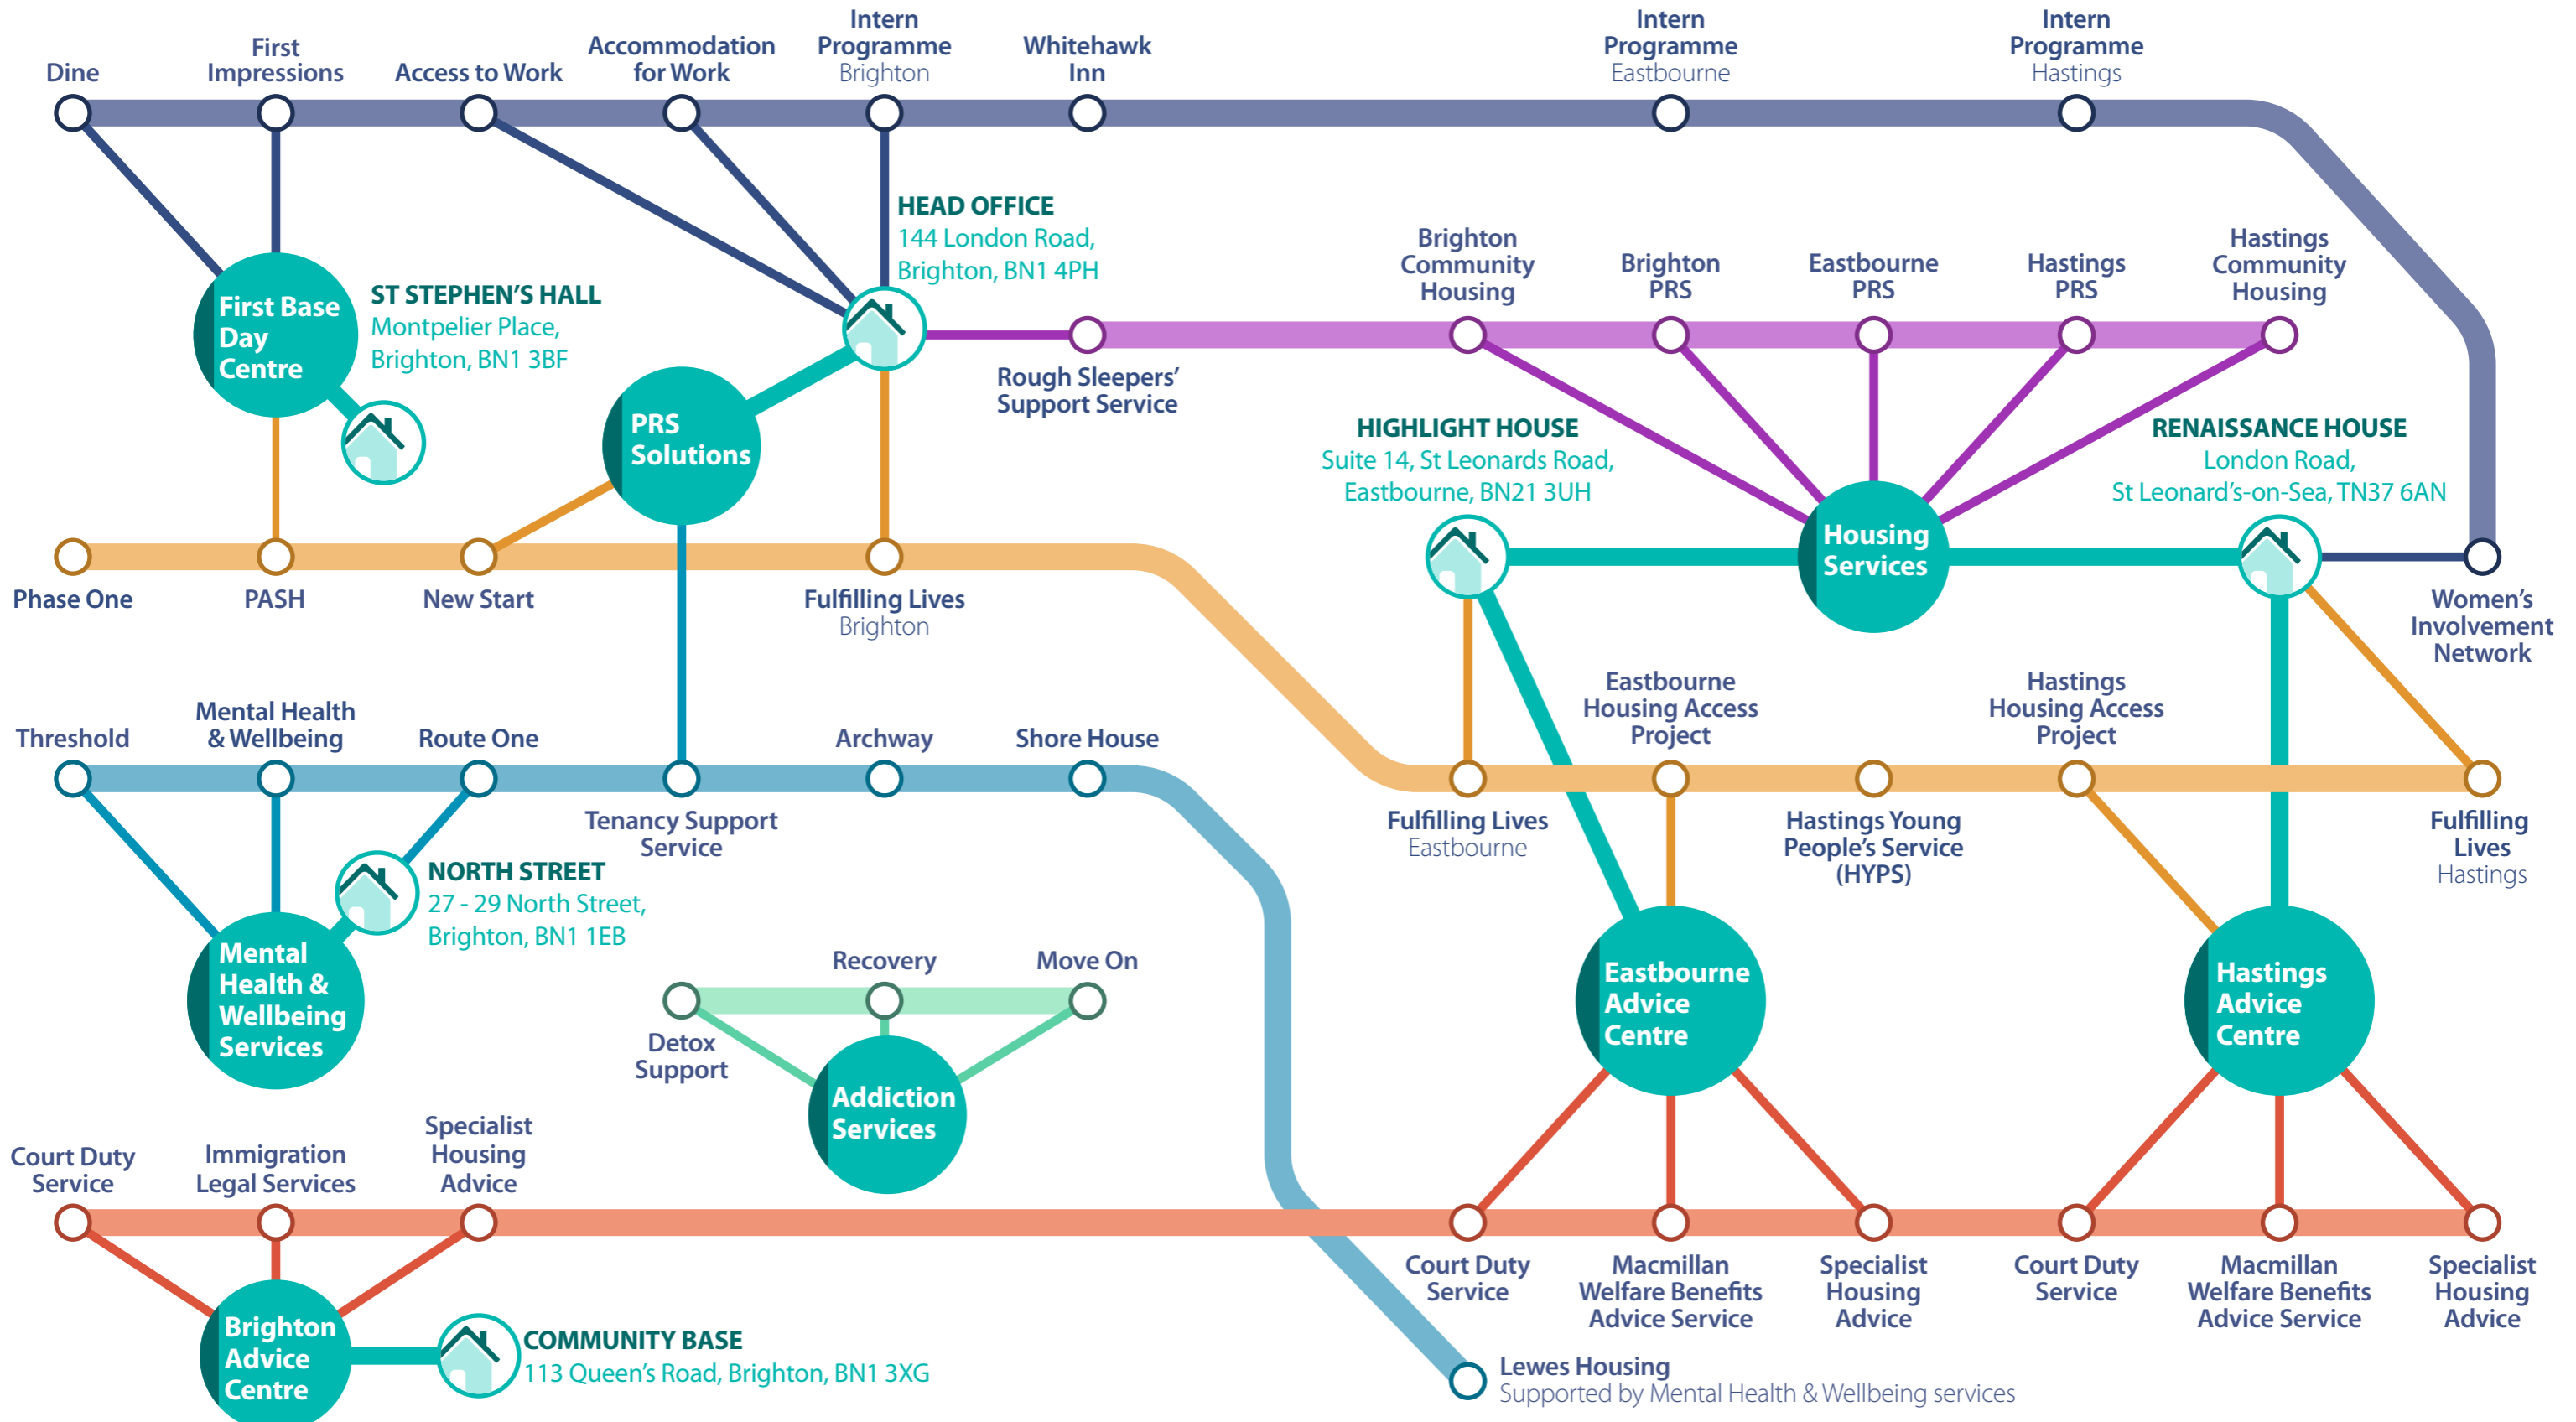 Dine
First
Impressions
Access to Work
Accommodation
for Work
Intern
Programme
Brighton
Whitehawk
Inn
Intern
Programme
Eastbourne
Intern
Programme
Hastings
HEAD OFFICE
144 London Road,
Brighton, BN1 4PH
First Base
Day
Centre
ST STEPHEN'S HALL
Montpelier Place,
Brighton, BN1 3BF
PRS
Solutions
Rough Sleepers'
Support Service
Brighton
Community
Housing
Brighton
PRS
Eastbourne
PRS
Hastings
PRS
Hastings
Community
Housing
HIGHLIGHT HOUSE
Suite 14, St Leonards Road,
Eastbourne, BN21 3UH
Housing
Services
RENAISSANCE HOUSE
London Road,
St Leonard's-on-Sea, TN37 6AN
Women's
Involvement
Network
Phase One
PASH
New Start
Fulfilling Lives
Brighton
Threshold
Mental Health
& Wellbeing
Route One
Tenancy Support
Service
Archway
Shore House
Fulfilling Lives
Eastbourne
Eastbourne
Housing Access
Project
Hastings Young
People's Service
(HYPS)
Hastings
Housing Access
Project
Fulfilling
Lives
Hastings
NORTH STREET
27 - 29 North Street,
Brighton, BN1 1EB
Mental
Health &
Wellbeing
Services
Detox
Support
Recovery
Move On
Addiction
Services
Eastbourne
Advice
Centre
Hastings
Advice
Centre
Court Duty
Service
Immigration
Legal Services
Specialist
Housing
Advice
Court Duty
Service
Macmillan
Welfare Benefits
Advice Service
Specialist
Housing
Advice
Court Duty
Service
Macmillan
Welfare Benefits
Advice Service
Specialist
Housing
Advice
Brighton
Advice
Centre
COMMUNITY BASE
113 Queen's Road, Brighton, BN1 3XG
Lewes Housing
Supported by Mental Health & Wellbeing services